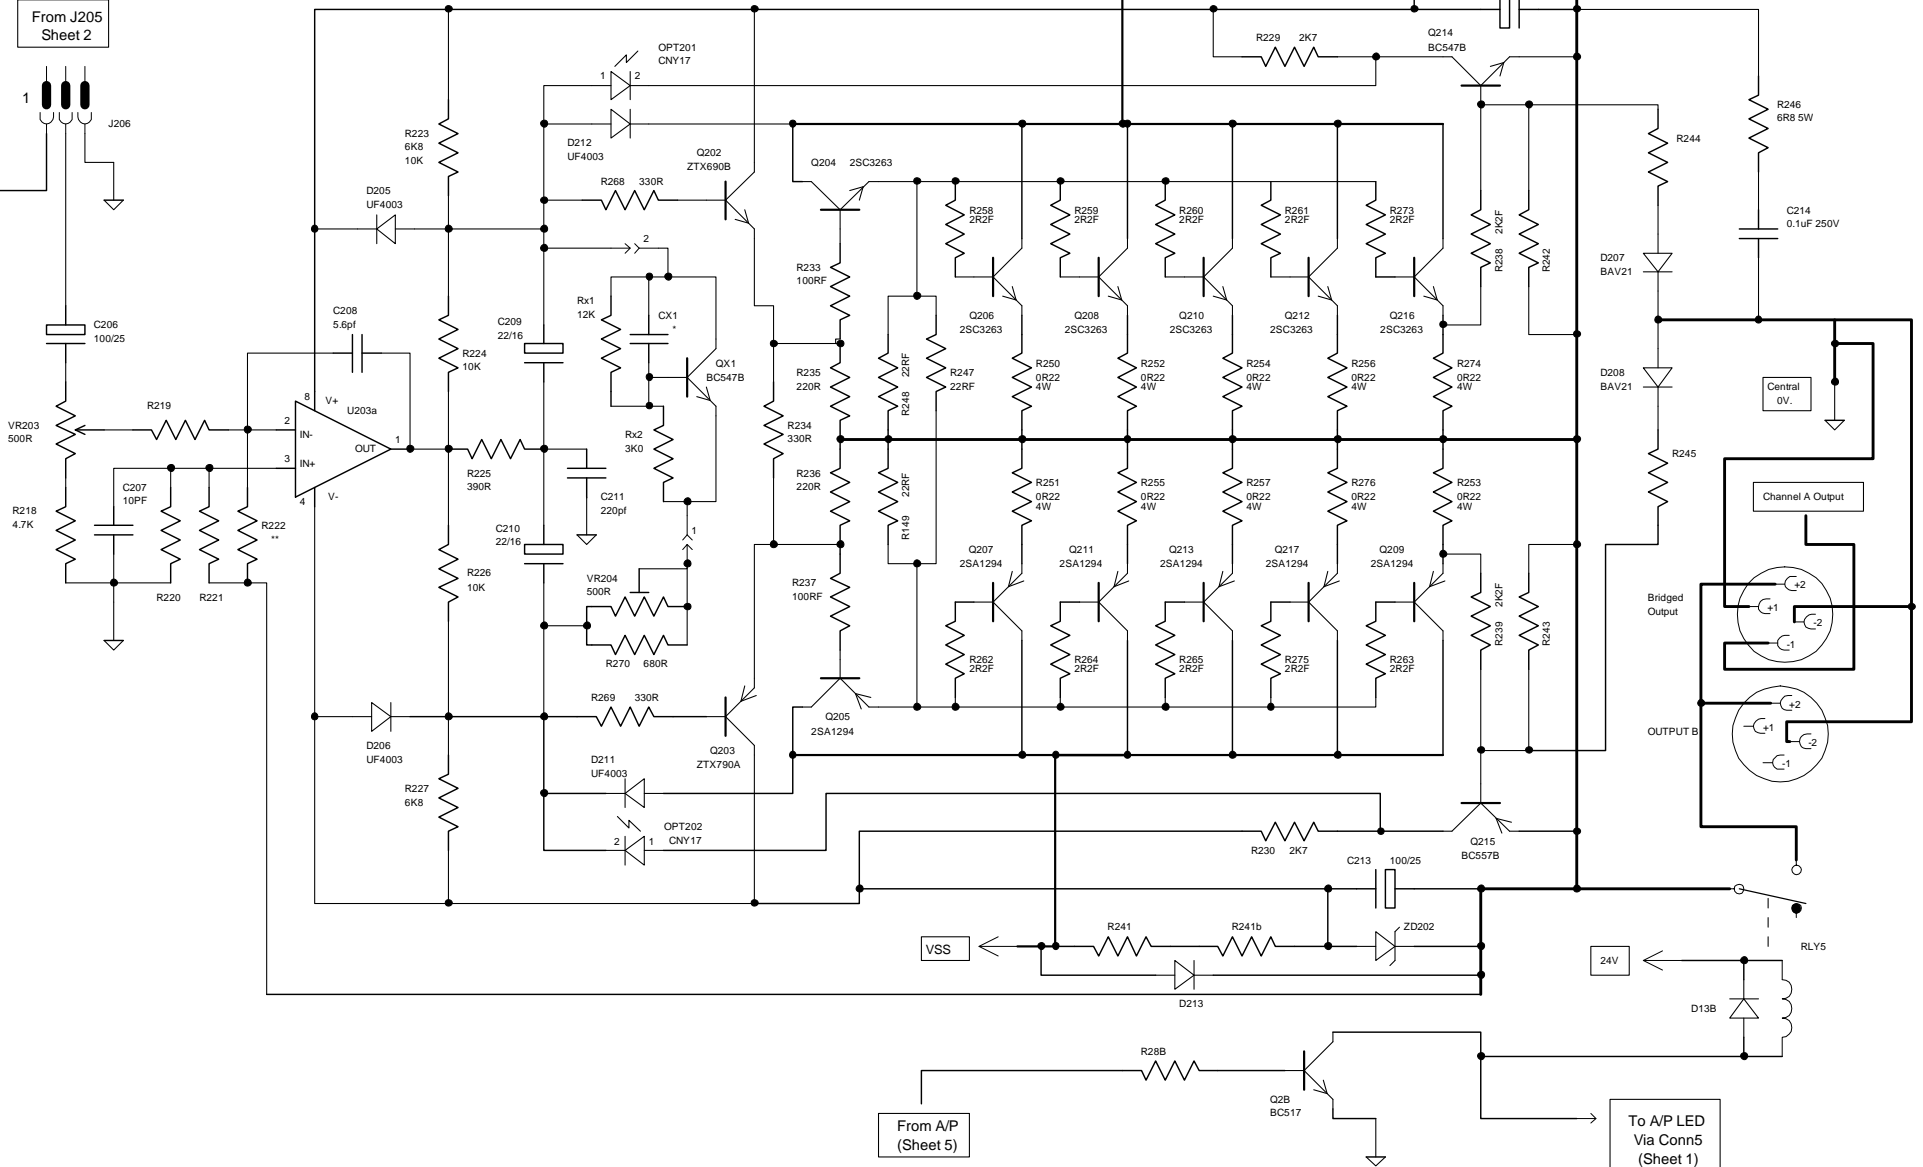 From J205
Sheet 2
1
J206
C206
100/25
VR203
500R
R218
4.7K
C207
10PF
R219
R220
R221
R222
**
D205
UF4003
C208
5.6pf
8
V+
U203a
2
IN-
OUT
1
3
IN+
4
V-
R223
6K8
10K
R224
10K
R225
390R
R226
10K
D206
UF4003
R227
6K8
OPT201
CNY17
1
2
D212
UF4003
R268
330R
Q202
ZTX690B
2
Rx1
12K
CX1
*
QX1
BC547B
Rx2
3K0
1
C209
22/16
C211
220pf
C210
22/16
VR204
500R
R270
680R
R269
330R
Q203
ZTX790A
D211
UF4003
OPT202
CNY17
2
1
Q204
2SC3263
R233
100RF
R235
220R
R234
330R
R236
220R
R237
100RF
Q205
2SA1294
22RF
R248
R247
22RF
22RF
R149
R258
2R2F
R259
2R2F
R260
2R2F
R261
2R2F
R273
2R2F
Q206
2SC3263
Q208
2SC3263
Q210
2SC3263
Q212
2SC3263
Q216
2SC3263
R250
0R22
4W
R252
0R22
4W
R254
0R22
4W
R256
0R22
4W
R274
0R22
4W
R251
0R22
4W
R255
0R22
4W
R257
0R22
4W
R276
0R22
4W
R253
0R22
4W
Q207
2SA1294
Q211
2SA1294
Q213
2SA1294
Q217
2SA1294
Q209
2SA1294
R262
2R2F
R264
2R2F
R265
2R2F
R275
2R2F
R263
2R2F
R229
2K7
Q214
BC547B
R238
2K2F
R242
R244
R246
6R8 5W
C214
0.1uF 250V
D207
BAV21
D208
BAV21
R245
R239
2K2F
R243
Central
0V.
Channel A Output
Bridged
Output
+2
+1
-2
-1
OUTPUT B
+2
+1
-2
-1
R230
2K7
Q215
BC557B
C213
100/25
VSS
R241
R241b
ZD202
D213
RLY5
24V
D13B
R28B
Q2B
BC517
From A/P
(Sheet 5)
To A/P LED
Via Conn5
(Sheet 1)